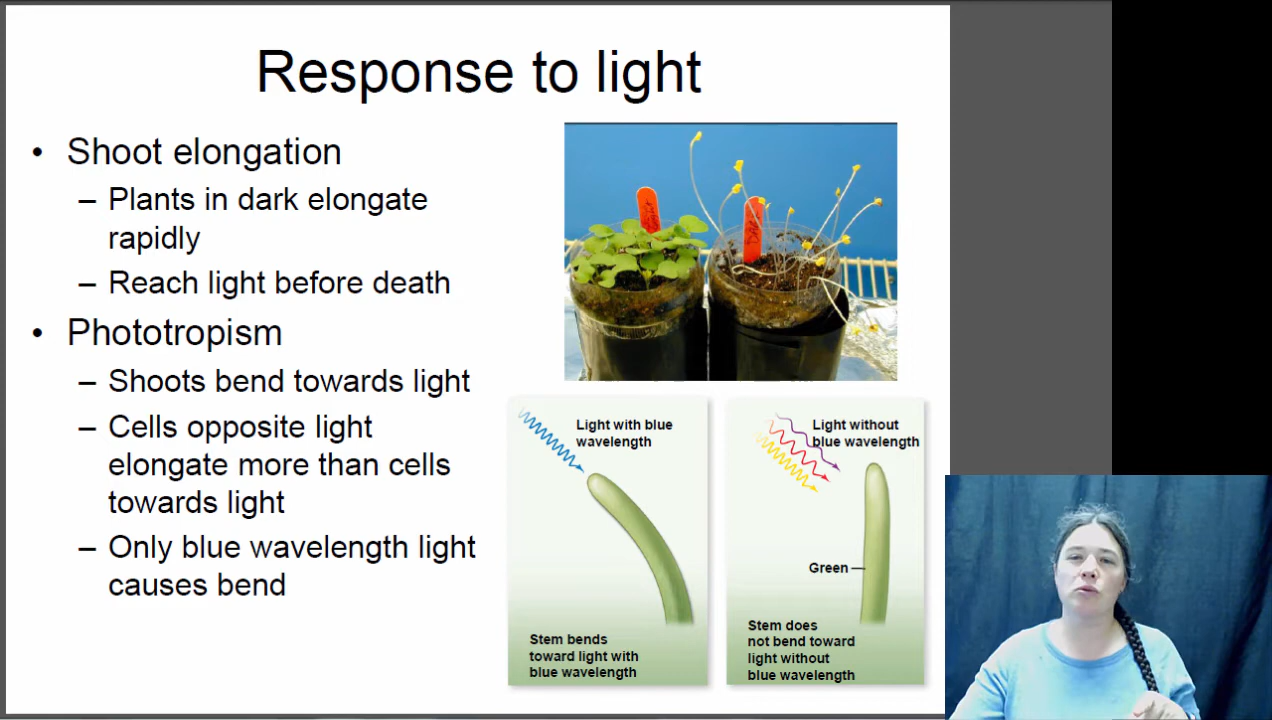 Response to light
• Shoot elongation
– Plants in dark elongate
rapidly
– Reach light before death
• Phototropism
– Shoots bend towards light
– Cells opposite light
elongate more than cells
towards light
– Only blue wavelength light
causes bend
Light with blue
wavelength
Stem bends
toward light with
blue wavelength
Light without
blue wavelength
Green
Stem does
not bend toward
light without
blue wavelength